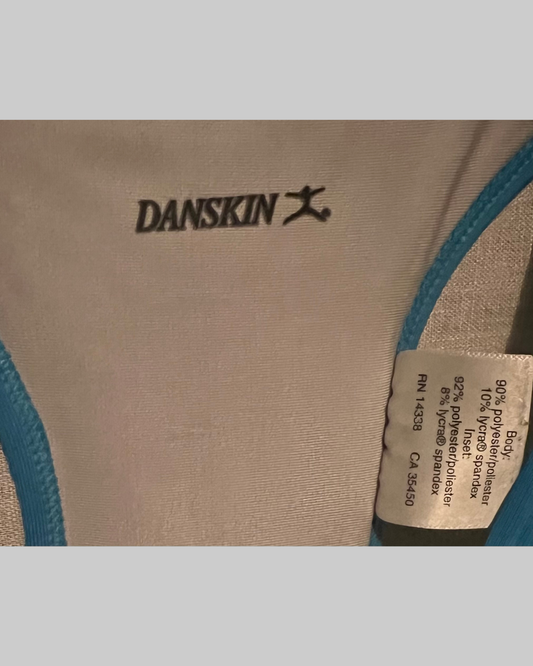 DANSKIN
Body:
90% polyester/poliester
10% lycra® spandex
Inset:
92% polyester/poliester
8% lycra® spandex
RN 14338 CA 35450